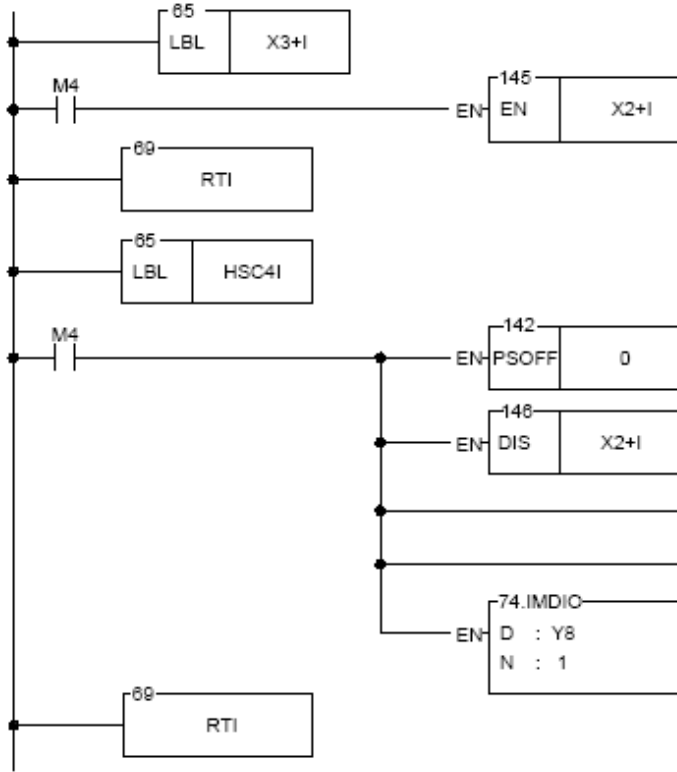 65
LBL X3+I
M4
145
EN EN X2+I
69
RTI
65
LBL HSC4I
M4
142
EN PSOFF 0
146
EN DIS X2+I
74.IMDIO
EN D : Y8
N : 1
69
RTI